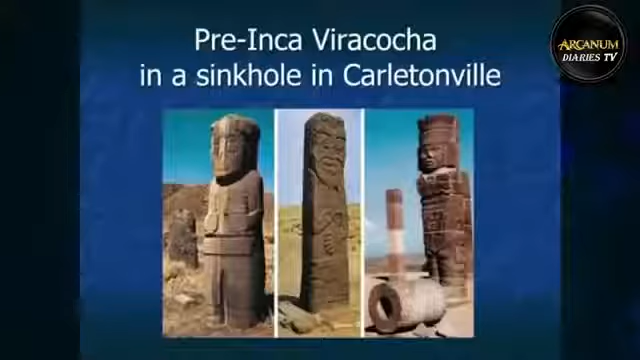 Pre-Inca Viracocha
in a sinkhole in Carletonville
ARCANUM
DIARIES TV